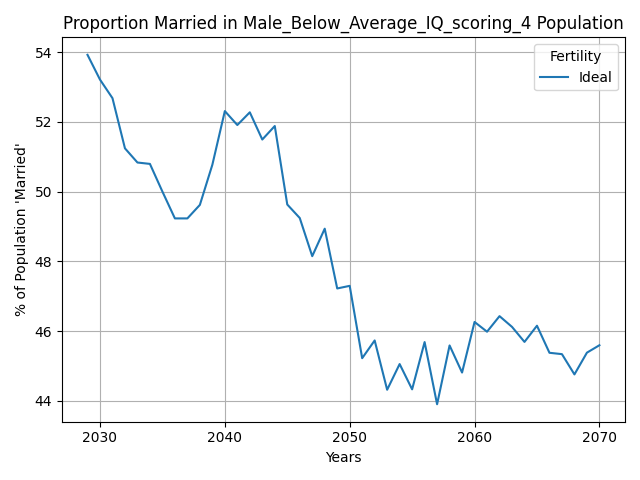 Proportion Married in Male_Below_Average_IQ_scoring_4 Population
Fertility
Ideal
% of Population 'Married'
54
52
50
48
46
44
2030 2040 2050 2060 2070
Years